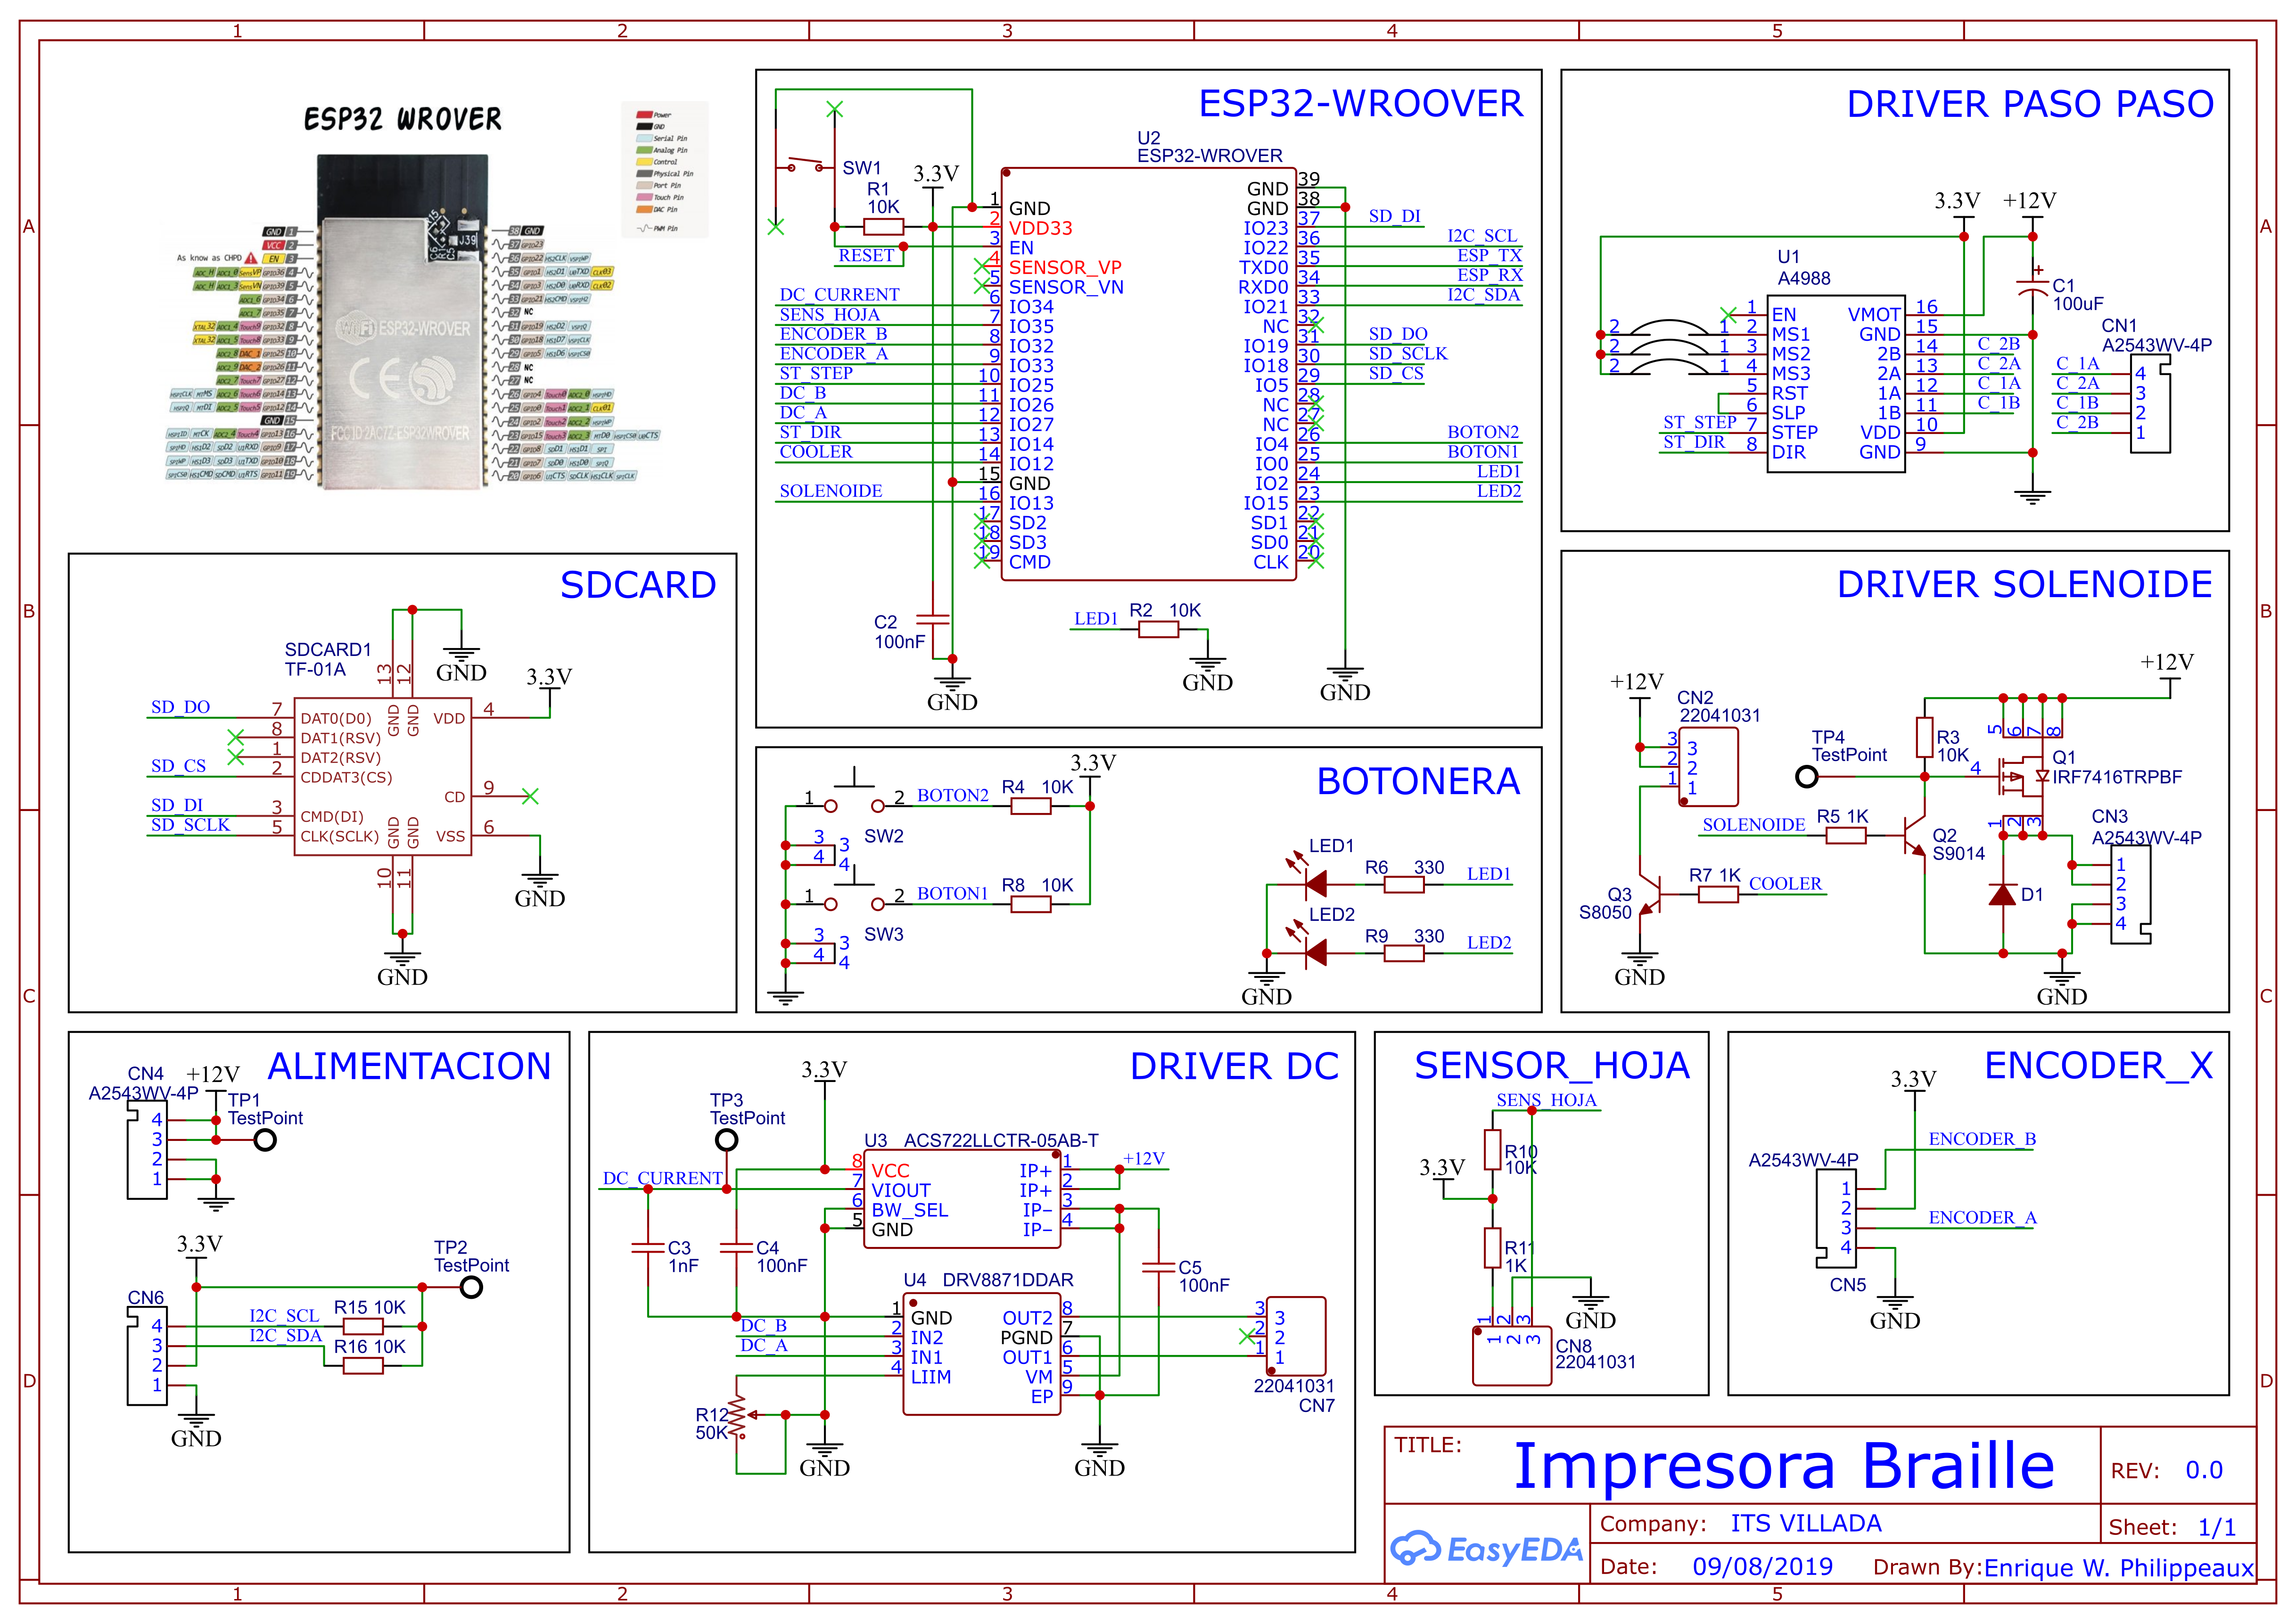 1 2 3 4 5
A
B
C
D
ESP32 WROVER
Power
GND
Serial Pin
Analog Pin
Control
Physical Pin
Port Pin
Touch Pin
DAC Pin
PWM Pin
As know as CHPD
WiFi ESP32-WROVER
CE
FCC ID 2AC7Z-ESP32WROVER
ESP32-WROOVER
U2
ESP32-WROVER
SW1
R1
10K
3.3V
RESET
DC_CURRENT
SENS_HOJA
ENCODER_B
ENCODER_A
ST_STEP
DC_B
DC_A
ST_DIR
COOLER
SOLENOIDE
1 GND
2 VDD33
3 EN
4 SENSOR_VP
5 SENSOR_VN
6 IO34
7 IO35
8 IO32
9 IO33
10 IO25
11 IO26
12 IO27
13 IO14
14 IO12
15 GND
16 IO13
17 SD2
18 SD3
19 CMD
GND 39
GND 38
IO23 37 SD_DI
IO22 36 I2C_SCL
TXD0 35 ESP_TX
RXD0 34 ESP_RX
IO21 33 I2C_SDA
NC 32
IO19 31 SD_DO
IO18 30 SD_SCLK
IO5 29 SD_CS
NC 28
NC 27
IO4 26 BOTON2
IO0 25 BOTON1
IO2 24 LED1
IO15 23 LED2
SD1 22
SD0 21
CLK 20
C2
100nF
GND
LED1 R2 10K
GND
GND
DRIVER PASO PASO
3.3V +12V
U1
A4988
C1
100uF
2 1
2 1
2 1
1 EN
2 MS1
3 MS2
4 MS3
5 RST
6 SLP
ST_STEP 7 STEP
ST_DIR 8 DIR
VMOT 16
GND 15
2B 14 C_2B
2A 13 C_2A
1A 12 C_1A
1B 11 C_1B
VDD 10
GND 9
CN1
A2543WV-4P
C_1A 4
C_2A 3
C_1B 2
C_2B 1
SDCARD
SDCARD1
TF-01A
13 12
GND
3.3V
SD_DO 7 DAT0(D0)
8 DAT1(RSV)
1 DAT2(RSV)
SD_CS 2 CDDAT3(CS)
SD_DI 3 CMD(DI)
SD_SCLK 5 CLK(SCLK)
GND GND
VDD 4
CD 9
VSS 6
GND GND
10 11
GND
GND
BOTONERA
3.3V
1 2 BOTON2 R4 10K
SW2
3 3
4 4
1 2 BOTON1 R8 10K
SW3
3 3
4 4
LED1 R6 330 LED1
LED2 R9 330 LED2
GND
DRIVER SOLENOIDE
+12V
CN2
22041031
3 3
2 2
1 1
+12V
TP4
TestPoint
R3
10K
5 6 7 8
4
Q1
IRF7416TRPBF
1 2 3
SOLENOIDE R5 1K
Q2
S9014
Q3
S8050
R7 1K COOLER
GND
D1
CN3
A2543WV-4P
1
2
3
4
GND
ALIMENTACION
CN4
A2543WV-4P
+12V
TP1
TestPoint
4
3
2
1
3.3V
TP2
TestPoint
CN6
4 I2C_SCL R15 10K
3 I2C_SDA R16 10K
2
1
GND
DRIVER DC
3.3V
TP3
TestPoint
DC_CURRENT
U3 ACS722LLCTR-05AB-T
8 VCC
7 VIOUT
6 BW_SEL
5 GND
IP+ 1 +12V
IP+ 2
IP- 3
IP- 4
C3
1nF
C4
100nF
C5
100nF
U4 DRV8871DDAR
1 GND
DC_B 2 IN2
DC_A 3 IN1
4 LIIM
OUT2 8
PGND 7
OUT1 6
VM 5
EP 9
3 3
2 2
1 1
22041031
CN7
R12
50K
GND
GND
SENSOR_HOJA
SENS_HOJA
R10
10K
3.3V
R11
1K
GND
1 2 3
1 2 3
CN8
22041031
ENCODER_X
3.3V
ENCODER_B
A2543WV-4P
1
2
3
4
ENCODER_A
CN5
GND
TITLE: Impresora Braille
REV: 0.0
EasyEDA
Company: ITS VILLADA
Sheet: 1/1
Date: 09/08/2019
Drawn By: Enrique W. Philippeaux
1 2 3 4 5